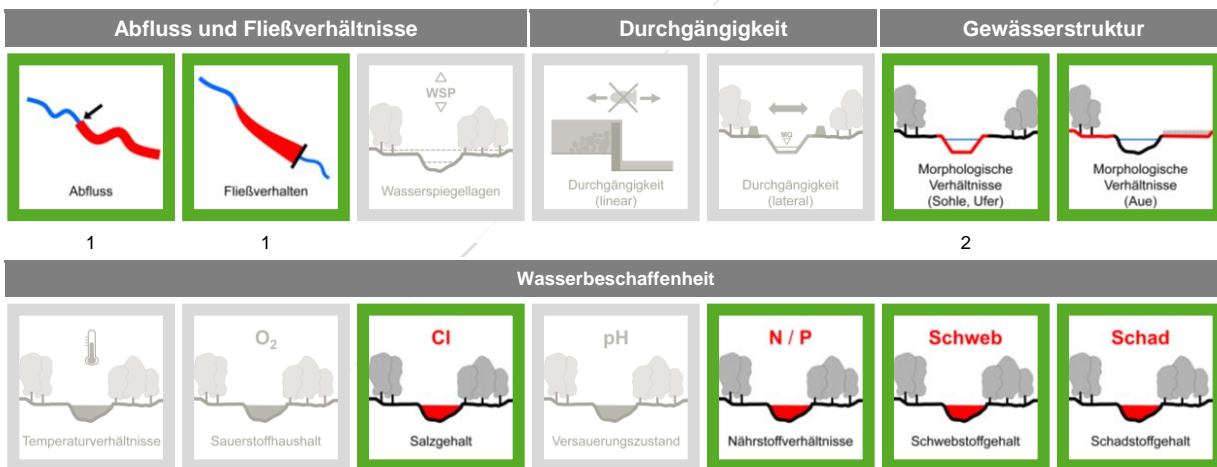 Abfluss und Fließverhältnisse
Durchgängigkeit
Gewässerstruktur
Abfluss
Fließverhalten
WSP
Wasserspiegellagen
Durchgängigkeit
(linear)
MQ
Durchgängigkeit
(lateral)
Morphologische
Verhältnisse
(Sohle, Ufer)
Morphologische
Verhältnisse
(Aue)
1
1
2
Wasserbeschaffenheit
Temperaturverhältnisse
O2
Sauerstoffhaushalt
Cl
Salzgehalt
pH
Versauerungszustand
N / P
Nährstoffverhältnisse
Schweb
Schwebstoffgehalt
Schad
Schadstoffgehalt